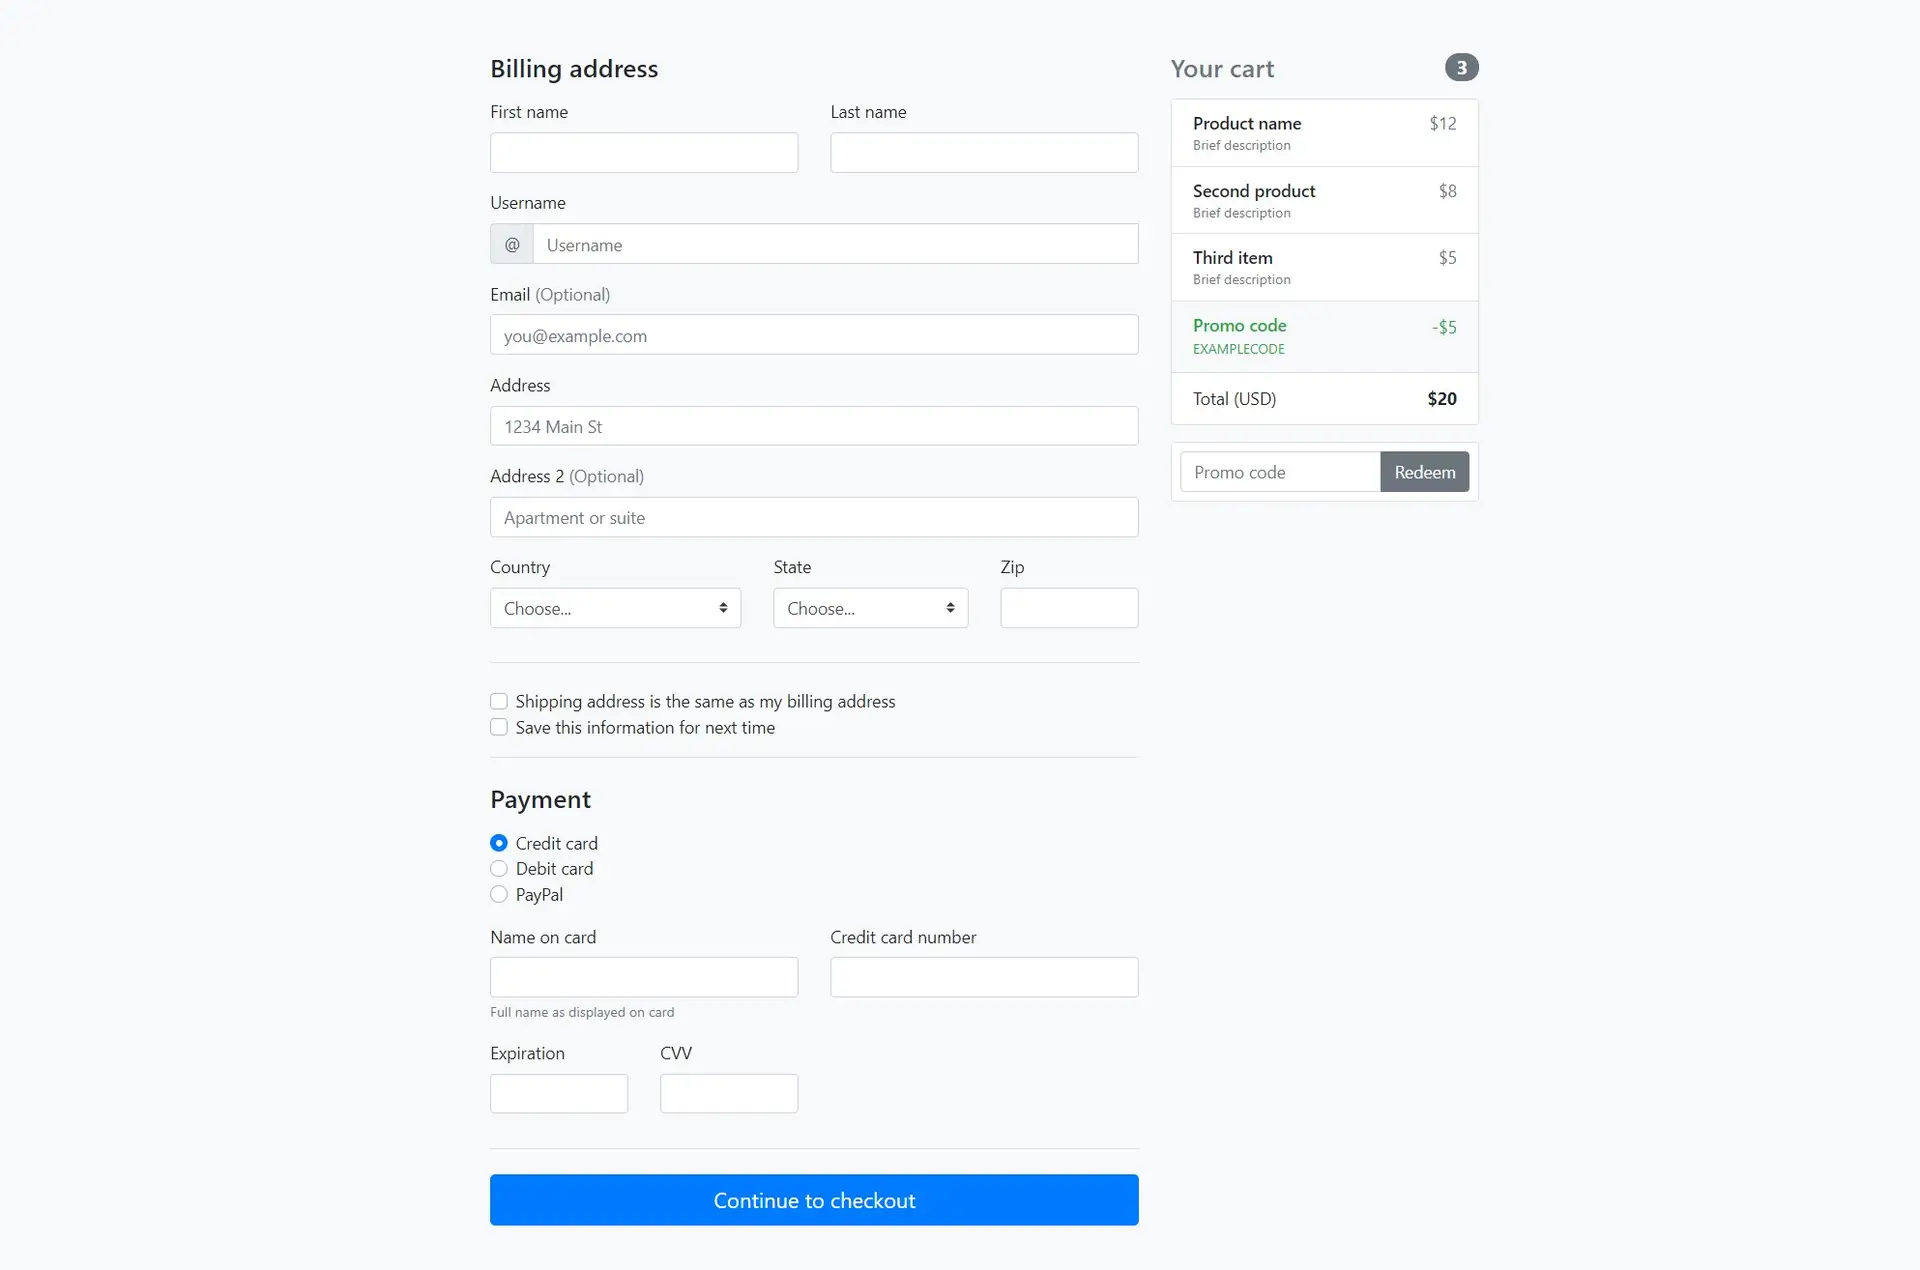 Billing address
First name
Last name
Username
@ Username
Email (Optional)
you@example.com
Address
1234 Main St
Address 2 (Optional)
Apartment or suite
Country
State
Zip
Choose...
Choose...
Shipping address is the same as my billing address
Save this information for next time
Payment
Credit card
Debit card
PayPal
Name on card
Credit card number
Full name as displayed on card
Expiration
CVV
Continue to checkout
Your cart 3
Product name $12
Brief description
Second product $8
Brief description
Third item $5
Brief description
Promo code -$5
EXAMPLECODE
Total (USD) $20
Promo code Redeem